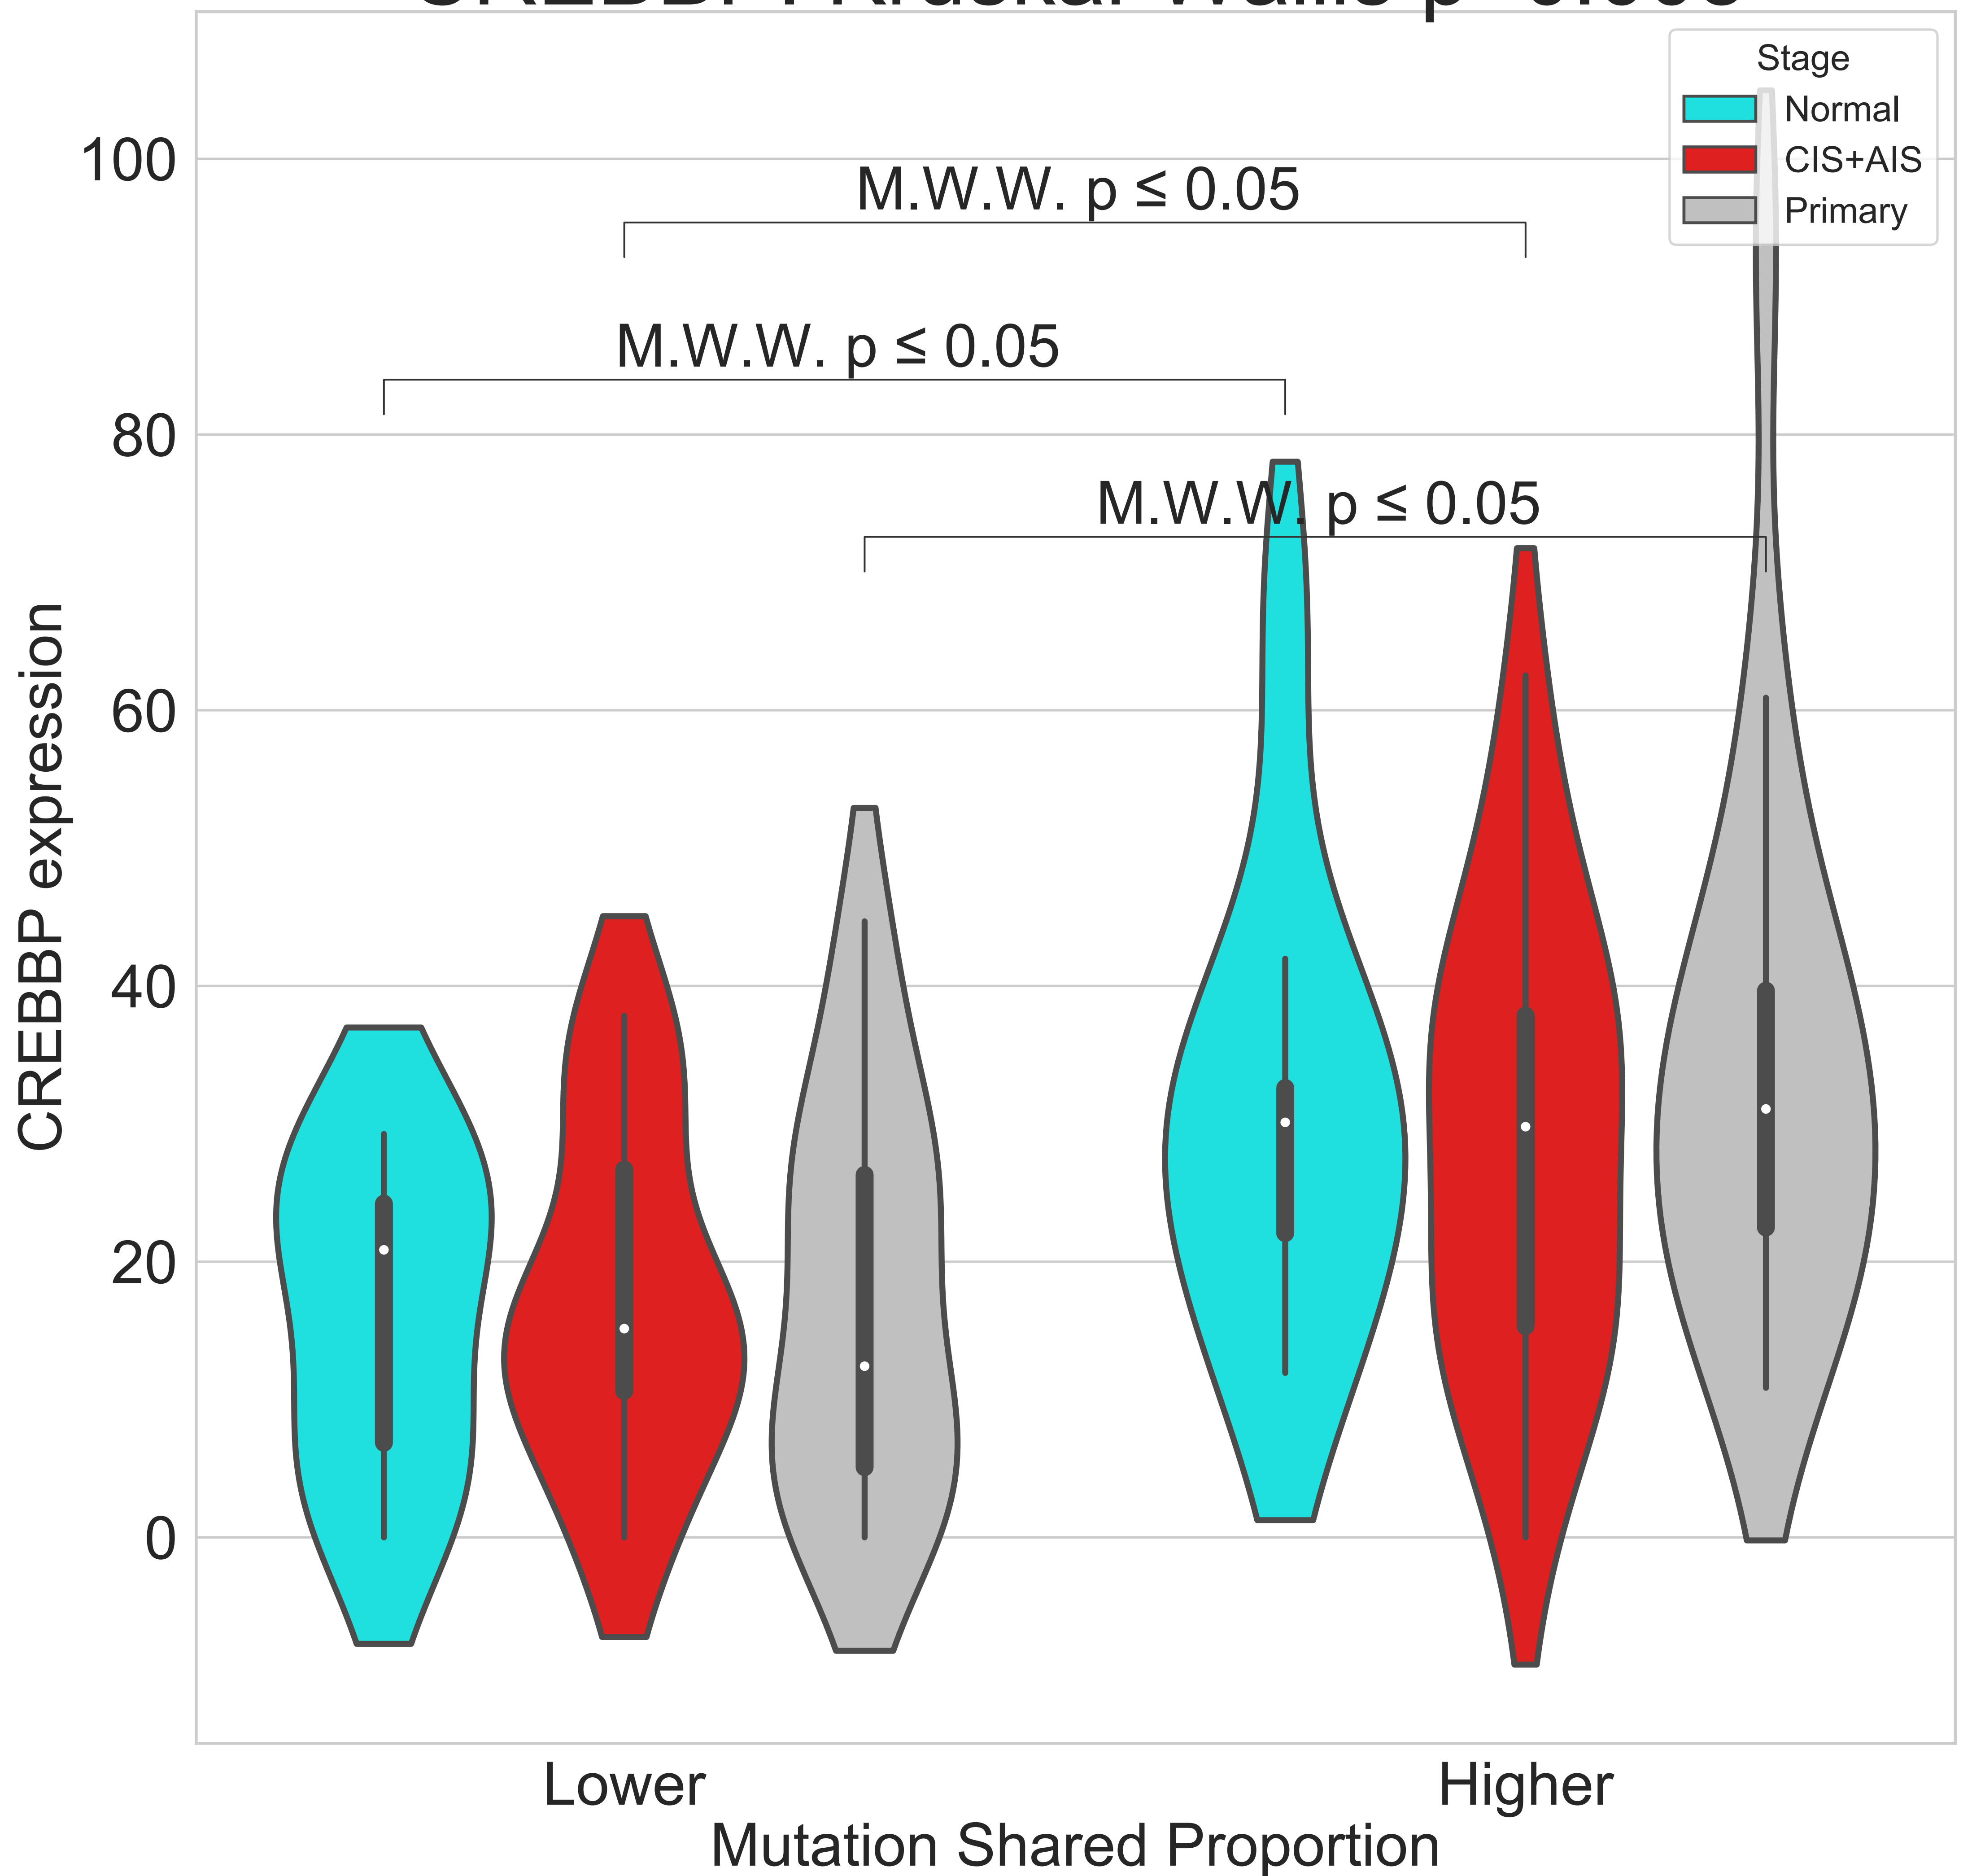 Stage
Normal
CIS+AIS
Primary
100
80
60
40
20
0
M.W.W. p ≤ 0.05
M.W.W. p ≤ 0.05
M.W.W. p ≤ 0.05
CREBBP expression
Lower
Higher
Mutation Shared Proportion